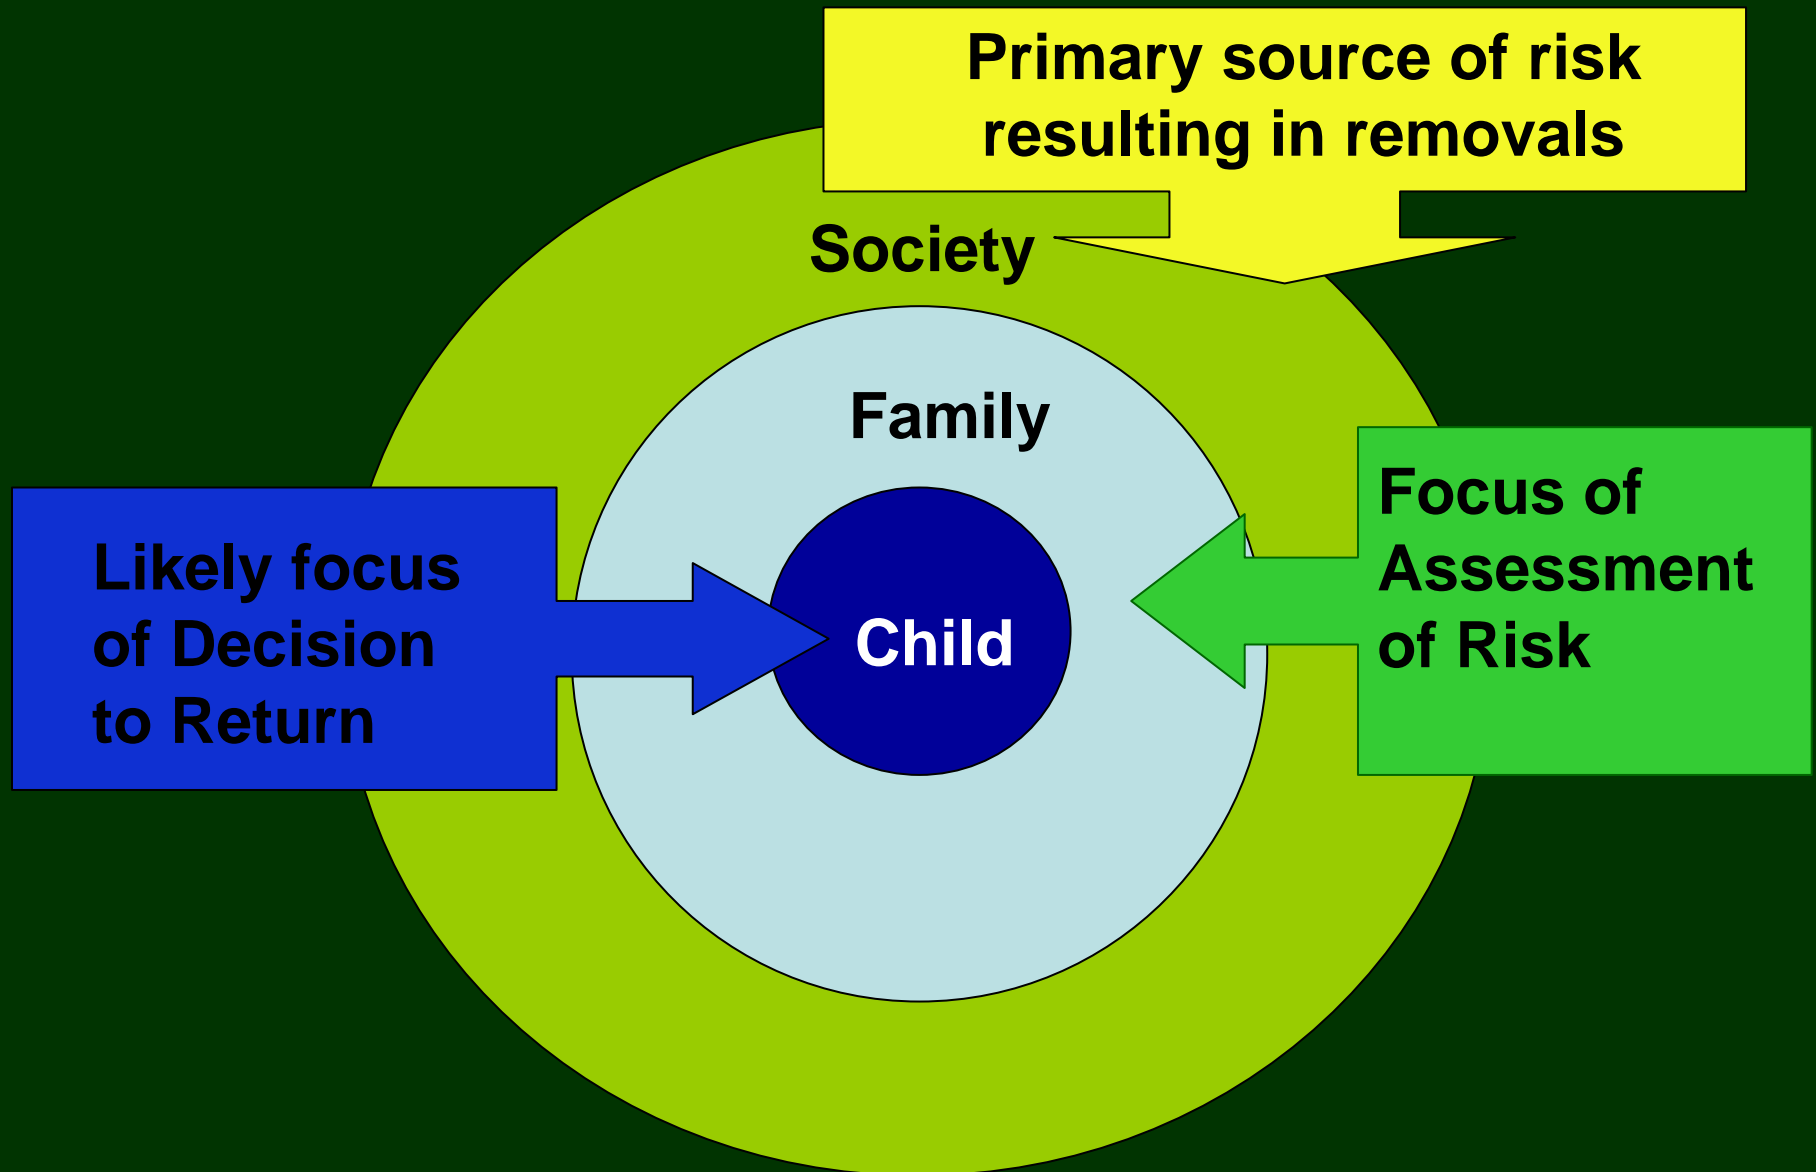 Primary source of risk
resulting in removals
Society
Family
Focus of
Assessment
of Risk
Likely focus
of Decision
to Return
Child